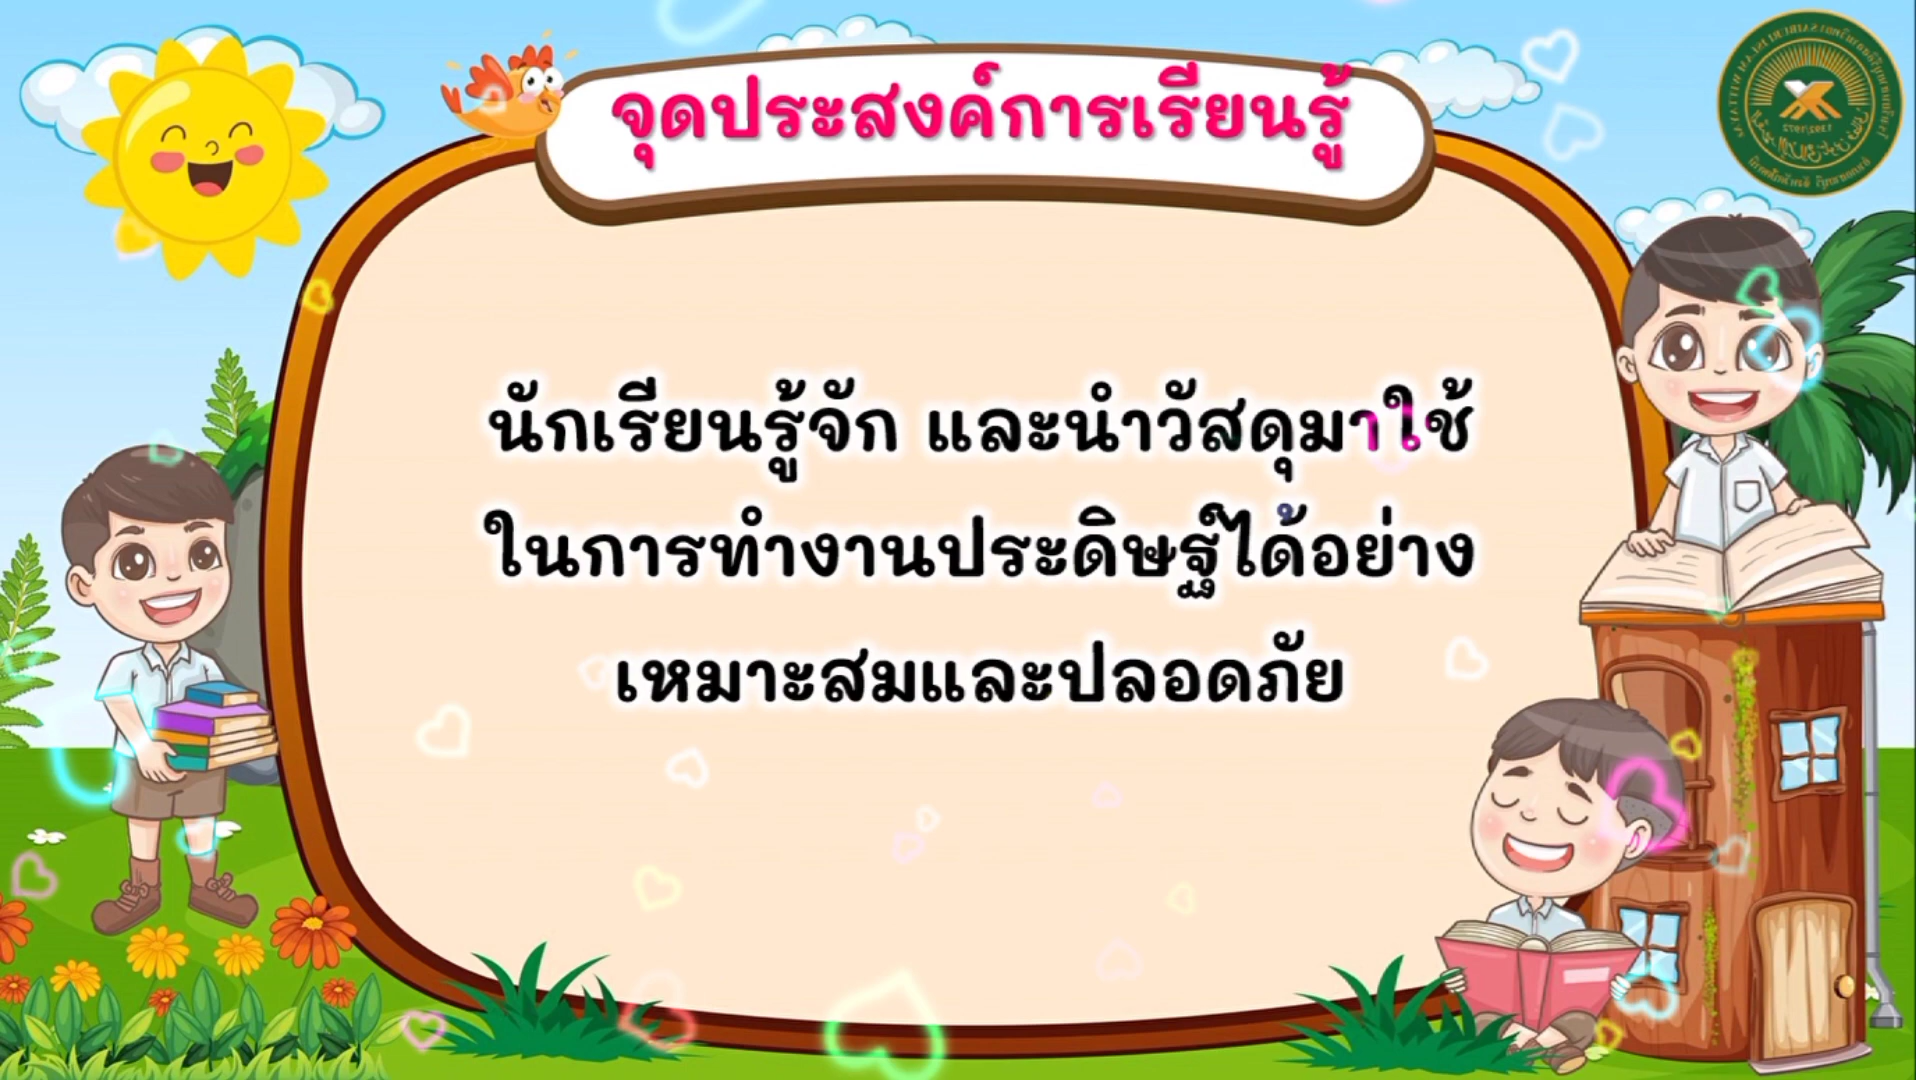 จุดประสงค์การเรียนรู้
นักเรียนรู้จัก และนำวัสดุมาใช้
ในการทำงานประดิษฐ์ได้อย่าง
เหมาะสมและปลอดภัย